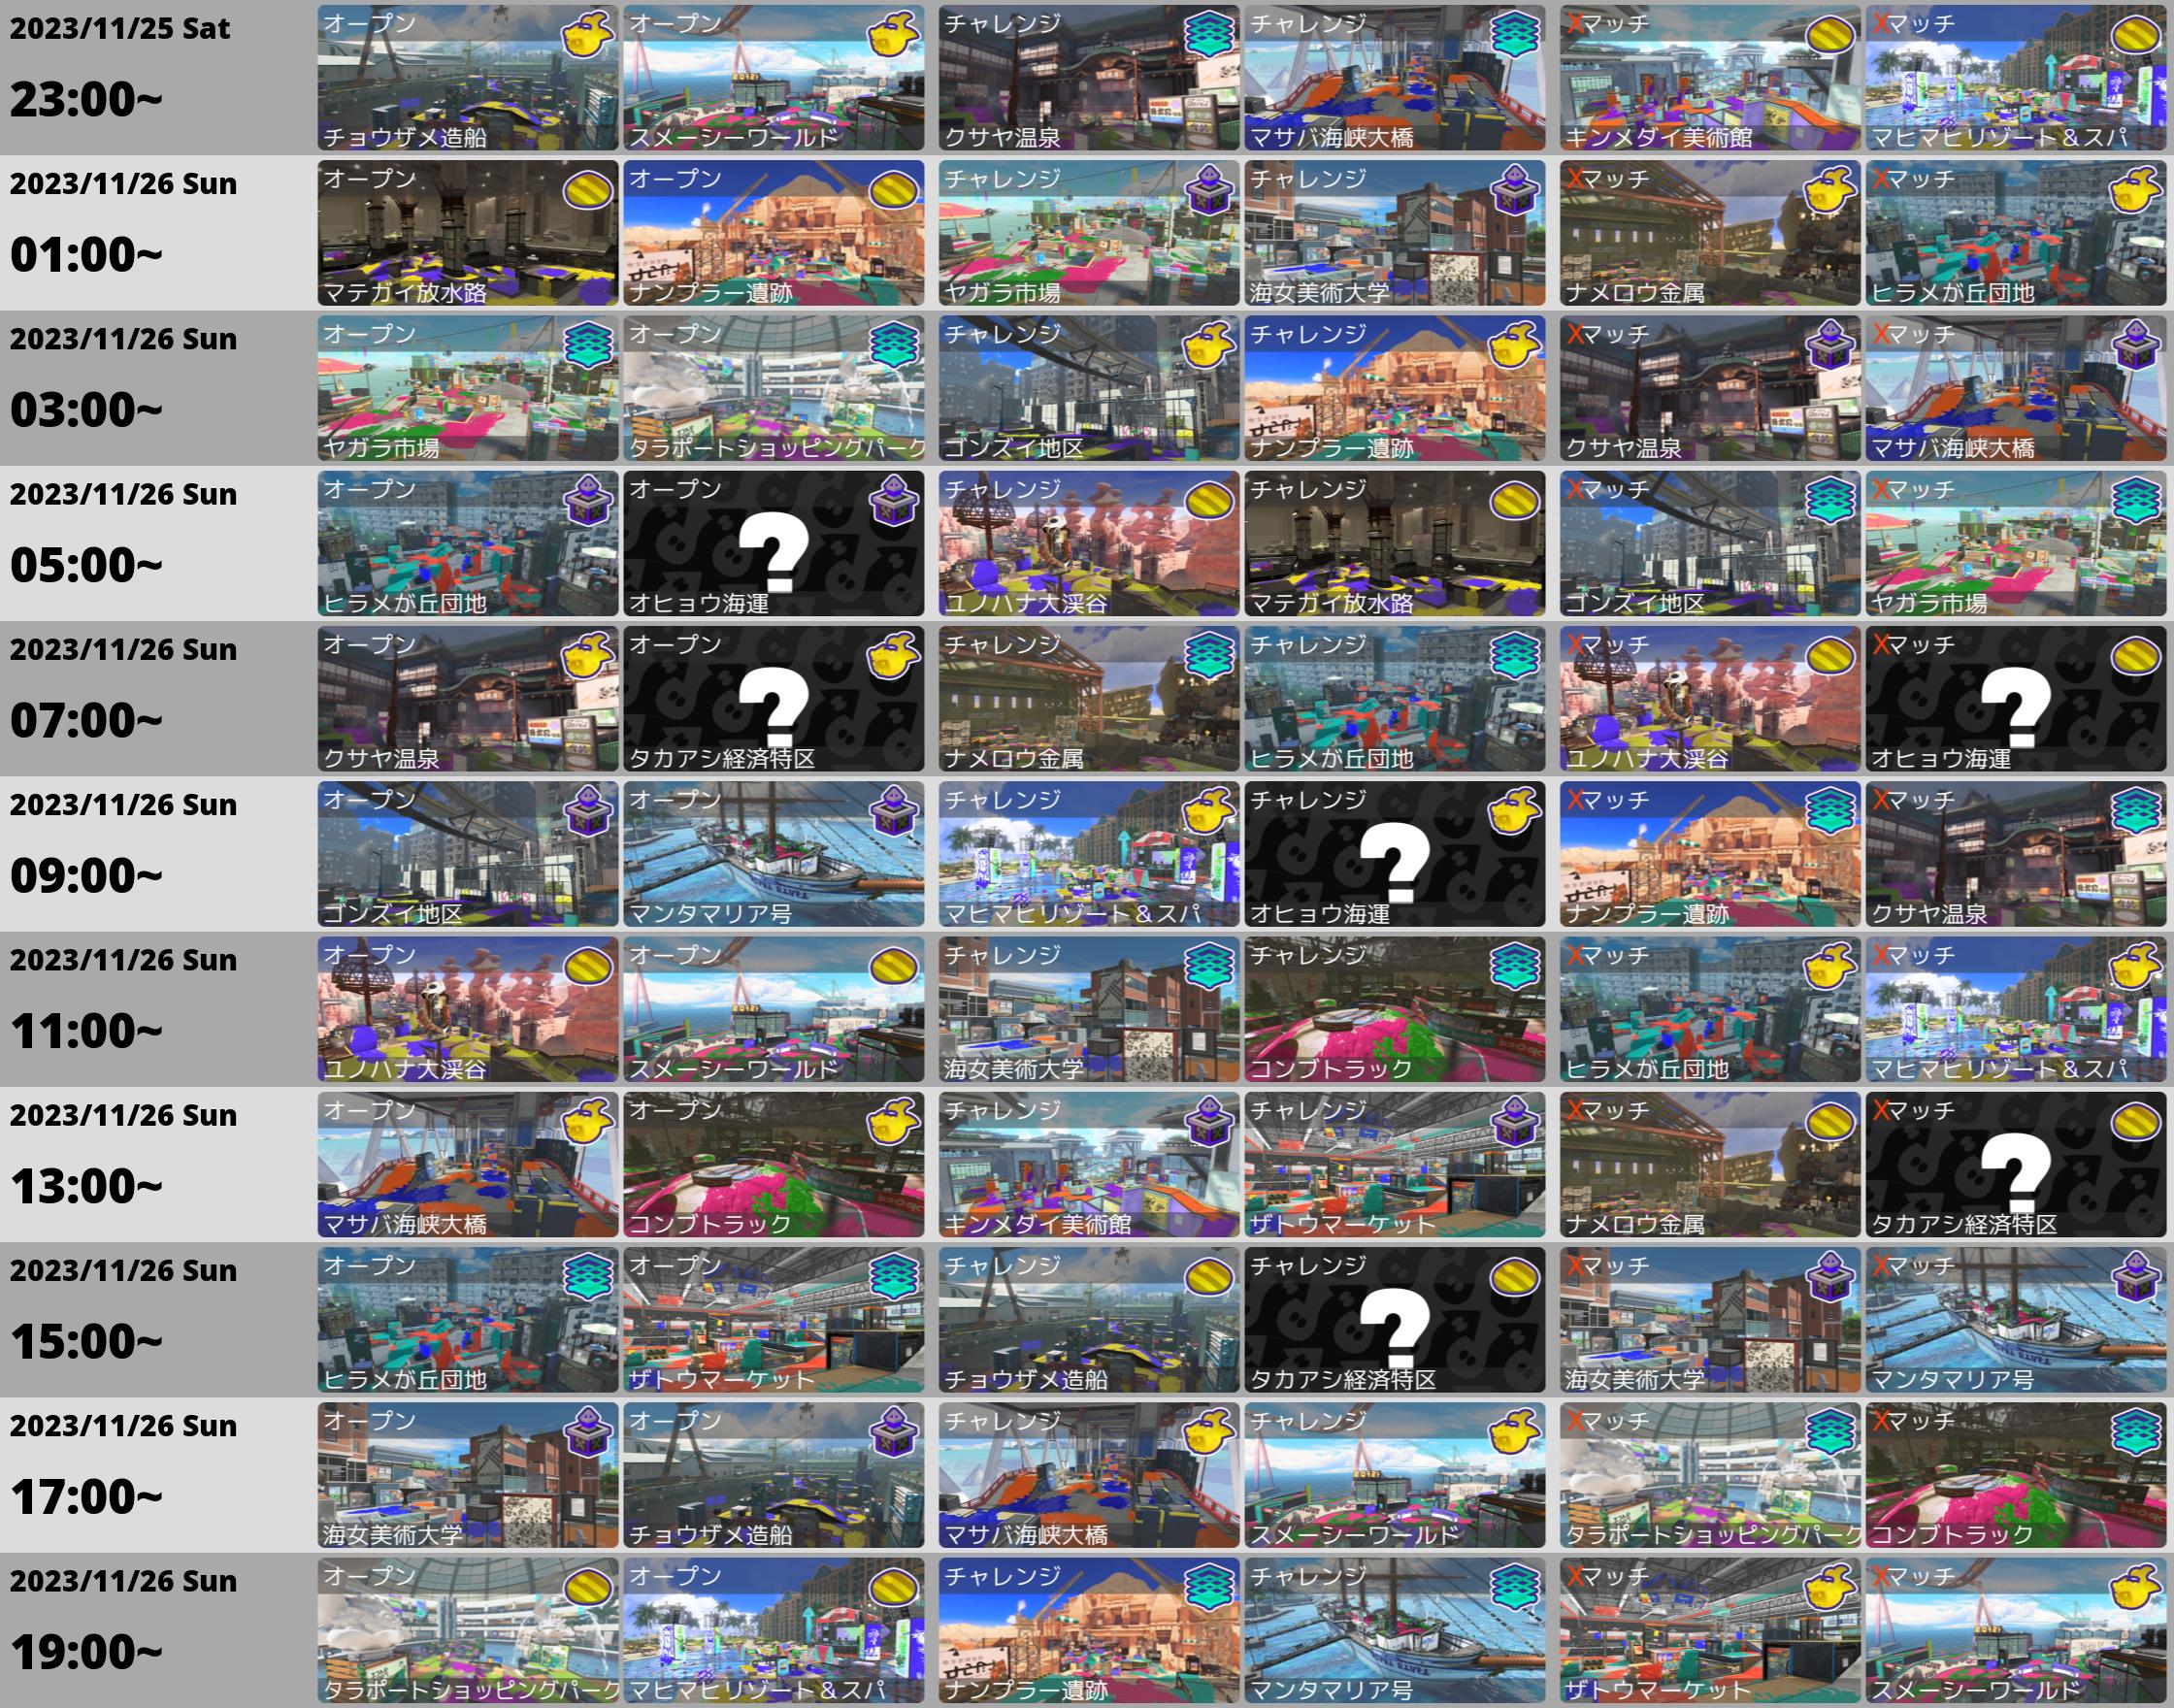 2023/11/25 Sat
23:00~
オープン
チョウザメ造船
オープン
スメーシーワールド
チャレンジ
クサヤ温泉
チャレンジ
マサバ海峡大橋
Xマッチ
キンメダイ美術館
Xマッチ
マヒマヒリゾート＆スパ
2023/11/26 Sun
01:00~
オープン
マテガイ放水路
オープン
ナンプラー遺跡
チャレンジ
ヤガラ市場
チャレンジ
海女美術大学
Xマッチ
ナメロウ金属
Xマッチ
ヒラメが丘団地
2023/11/26 Sun
03:00~
オープン
ヤガラ市場
オープン
タラポートショッピングパーク
チャレンジ
ゴンズイ地区
チャレンジ
ナンプラー遺跡
Xマッチ
クサヤ温泉
Xマッチ
マサバ海峡大橋
2023/11/26 Sun
05:00~
オープン
ヒラメが丘団地
オープン
?
オヒョウ海運
チャレンジ
ユノハナ大渓谷
チャレンジ
マテガイ放水路
Xマッチ
ゴンズイ地区
Xマッチ
ヤガラ市場
2023/11/26 Sun
07:00~
オープン
クサヤ温泉
オープン
?
タカアシ経済特区
チャレンジ
ナメロウ金属
チャレンジ
ヒラメが丘団地
Xマッチ
ユノハナ大渓谷
Xマッチ
?
オヒョウ海運
2023/11/26 Sun
09:00~
オープン
ゴンズイ地区
オープン
マンタマリア号
チャレンジ
マヒマヒリゾート＆スパ
チャレンジ
?
オヒョウ海運
Xマッチ
ナンプラー遺跡
Xマッチ
クサヤ温泉
2023/11/26 Sun
11:00~
オープン
ユノハナ大渓谷
オープン
スメーシーワールド
チャレンジ
海女美術大学
チャレンジ
コンブトラック
Xマッチ
ヒラメが丘団地
Xマッチ
マヒマヒリゾート＆スパ
2023/11/26 Sun
13:00~
オープン
マサバ海峡大橋
オープン
コンブトラック
チャレンジ
キンメダイ美術館
チャレンジ
ザトウマーケット
Xマッチ
ナメロウ金属
Xマッチ
?
タカアシ経済特区
2023/11/26 Sun
15:00~
オープン
ヒラメが丘団地
オープン
ザトウマーケット
チャレンジ
チョウザメ造船
チャレンジ
?
タカアシ経済特区
Xマッチ
海女美術大学
Xマッチ
マンタマリア号
2023/11/26 Sun
17:00~
オープン
海女美術大学
オープン
チョウザメ造船
チャレンジ
マサバ海峡大橋
チャレンジ
スメーシーワールド
Xマッチ
タラポートショッピングパーク
Xマッチ
コンブトラック
2023/11/26 Sun
19:00~
オープン
タラポートショッピングパーク
オープン
マヒマヒリゾート＆スパ
チャレンジ
ナンプラー遺跡
チャレンジ
マンタマリア号
Xマッチ
ザトウマーケット
Xマッチ
スメーシーワールド